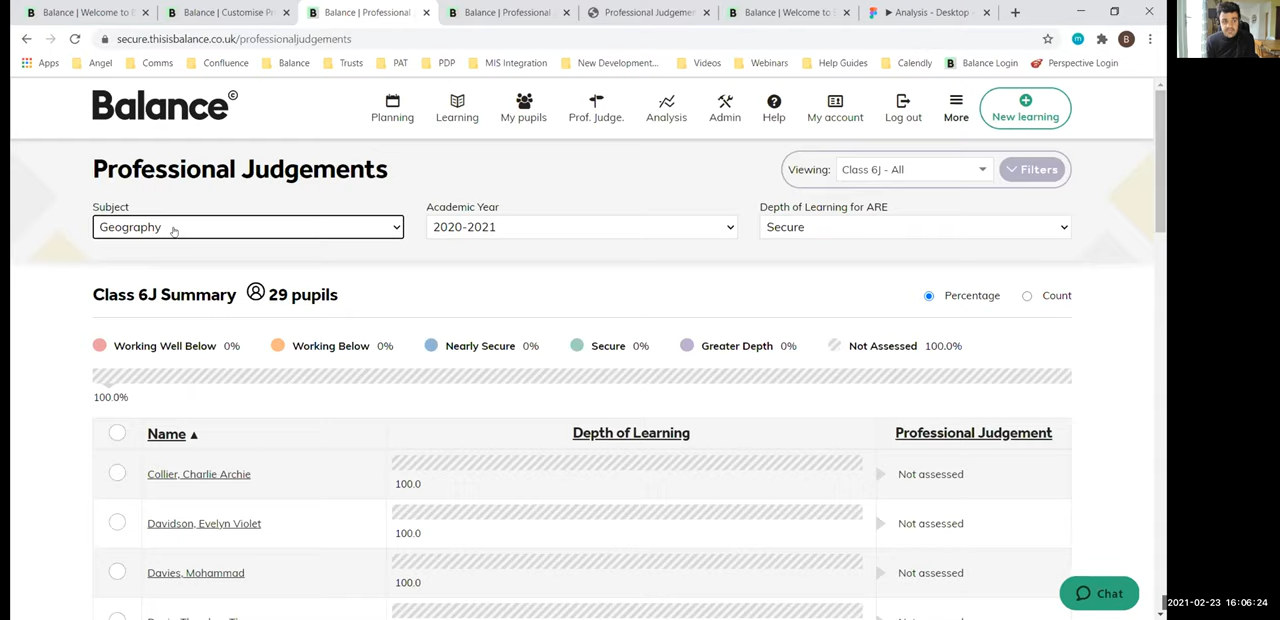 Balance | Welcome to B
Balance | Customise Pr
Balance | Professional
Balance | Professional
Professional Judgemen
Balance | Welcome to
Analysis - Desktop -
secure.thisisbalance.co.uk/professionaljudgements
Apps Angel Comms Confluence Balance Trusts PAT PDP MIS Integration New Development... Videos Webinars Help Guides Calendly Balance Login Perspective Login
Balance©
Planning Learning My pupils Prof. Judge. Analysis Admin Help My account Log out More New learning
Professional Judgements
Viewing: Class 6J - All Filters
Subject Academic Year Depth of Learning for ARE
Geography 2020-2021 Secure
Class 6J Summary 29 pupils
Percentage Count
Working Well Below 0% Working Below 0% Nearly Secure 0% Secure 0% Greater Depth 0% Not Assessed 100.0%
100.0%
Name ▲ Depth of Learning Professional Judgement
Collier, Charlie Archie Not assessed
100.0
Davidson, Evelyn Violet Not assessed
100.0
Davies, Mohammad Not assessed
100.0
Chat
2021-02-23 16:06:24